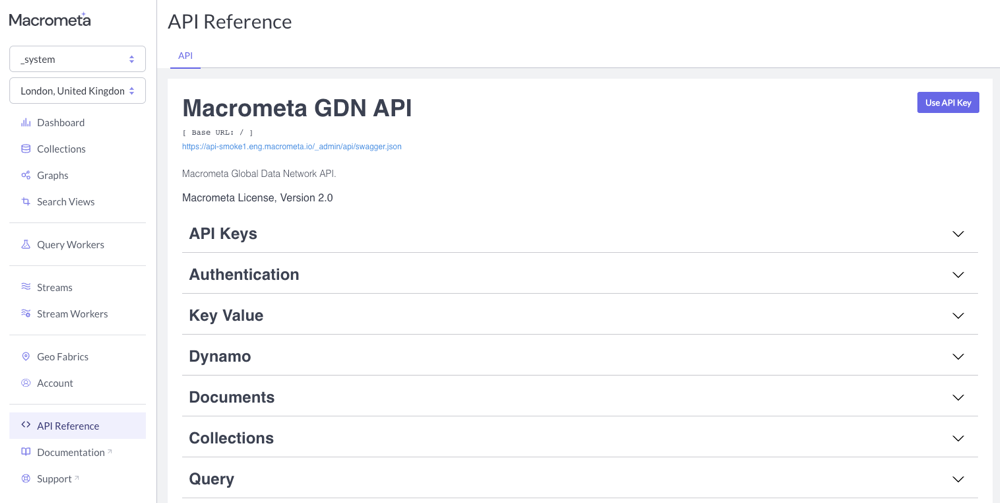 Macrometa
API Reference
_system
API
London, United Kingdon
Macrometa GDN API
Use API Key
[ Base URL: / ]
https://api-smoke1.eng.macrometa.io/_admin/api/swagger.json
Dashboard
Collections
Graphs
Search Views
Query Workers
Streams
Stream Workers
Geo Fabrics
Account
API Reference
Documentation
Support
Macrometa Global Data Network API.
Macrometa License, Version 2.0
API Keys
Authentication
Key Value
Dynamo
Documents
Collections
Query